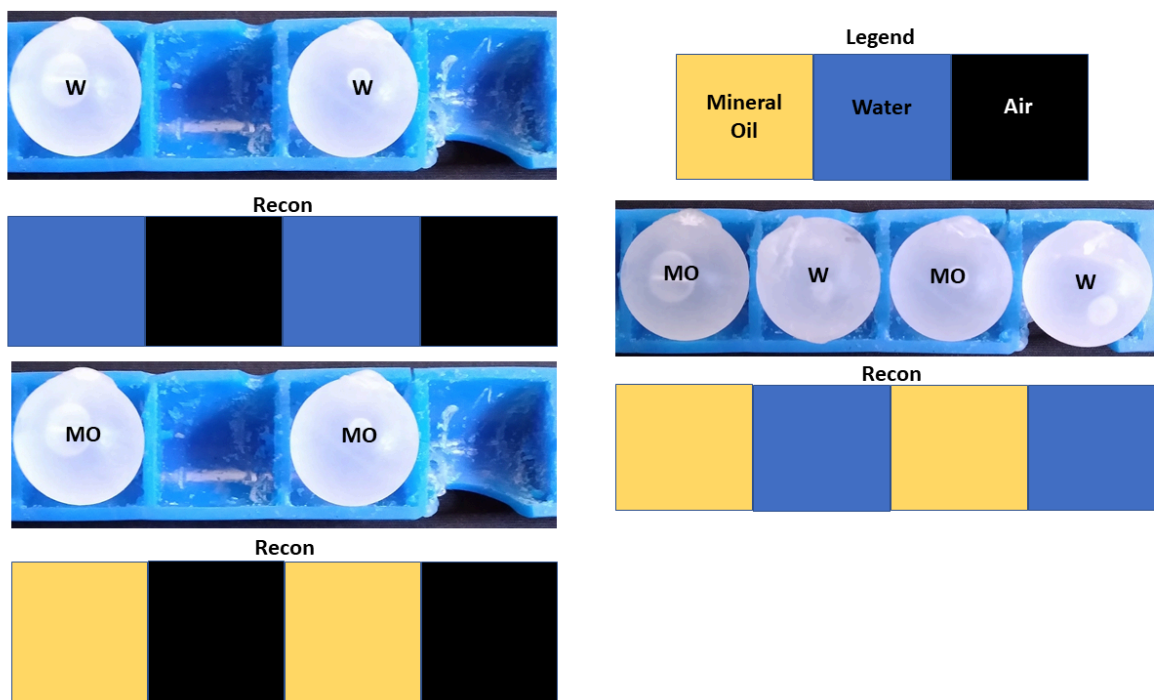 W W
Recon
MO MO
Recon
Legend
Mineral
Oil
Water
Air
MO W MO W
Recon